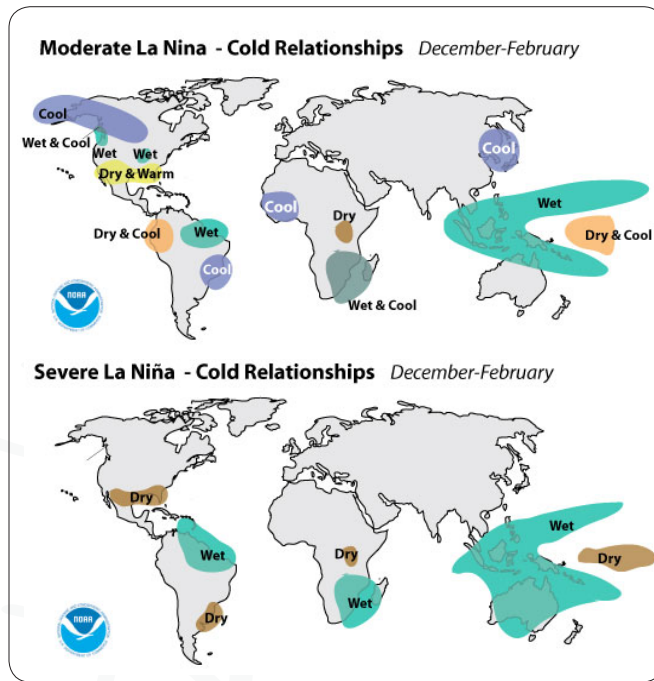 Moderate La Nina - Cold Relationships December-February
Cool
Wet & Cool
Wet
Wet
Dry & Warm
Cool
Cool
Dry
Wet
Dry & Cool
Wet
Dry & Cool
Cool
Wet & Cool
NOAA
Severe La Niña - Cold Relationships December-February
Dry
Wet
Dry
Dry
Wet
Wet
Dry
NOAA